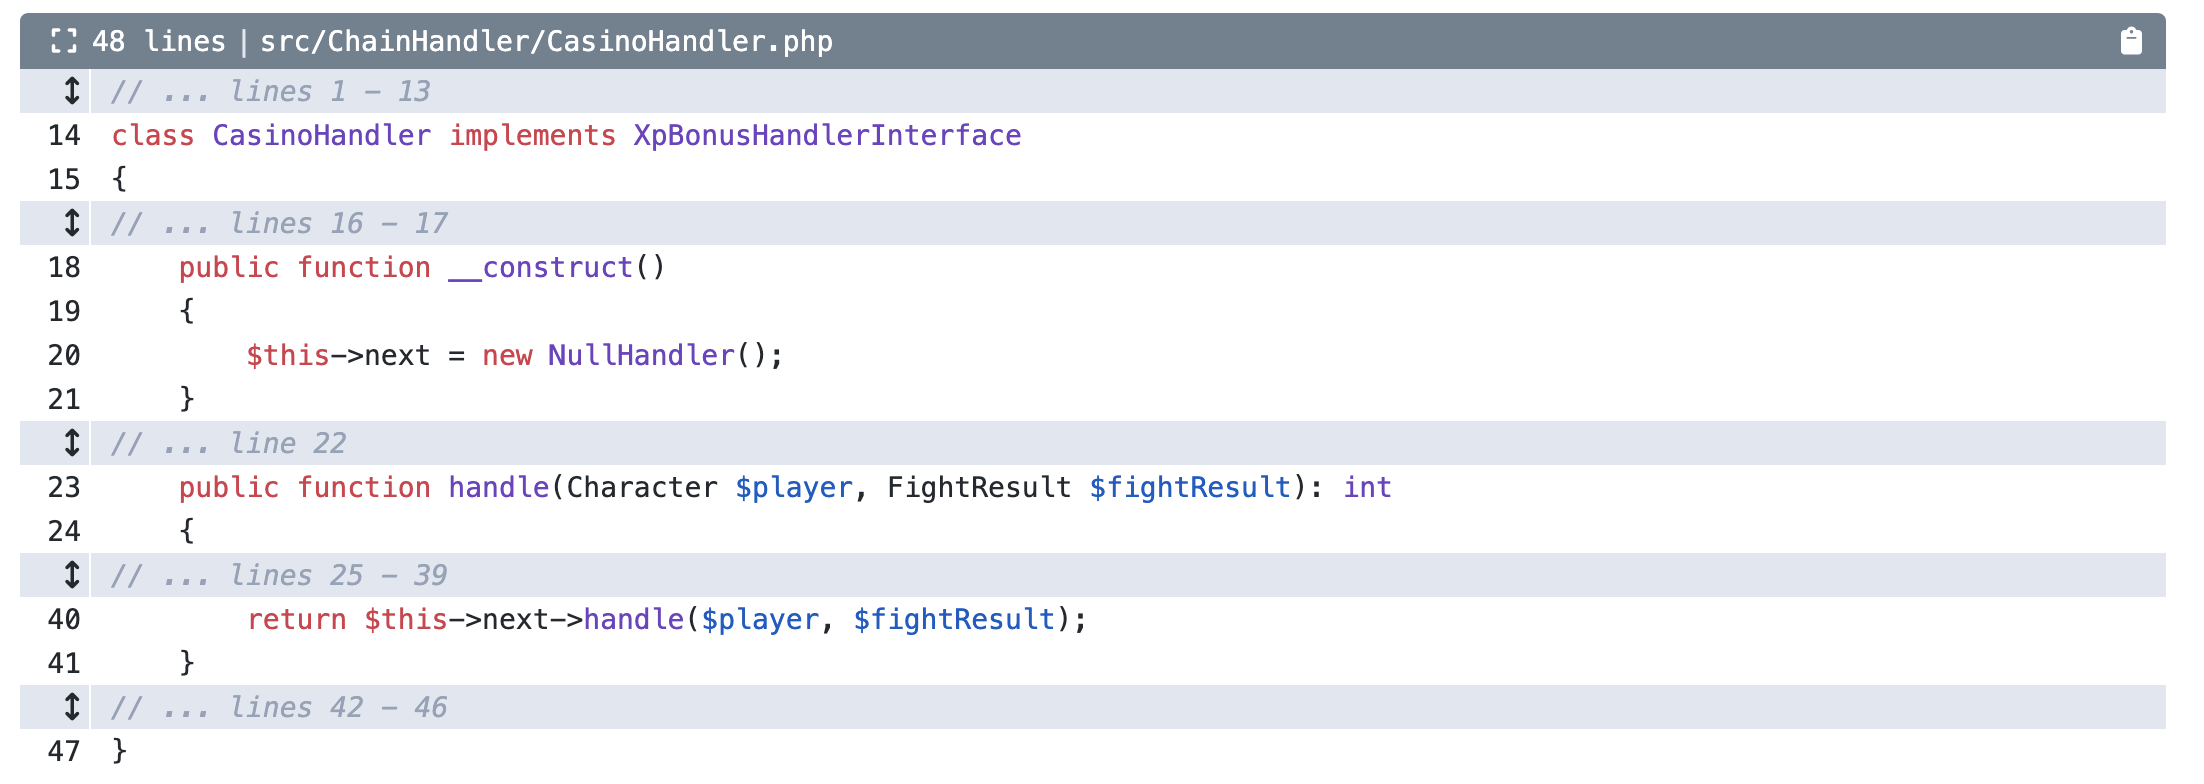 48 lines | src/ChainHandler/CasinoHandler.php
// ... lines 1 - 13
14 class CasinoHandler implements XpBonusHandlerInterface
15 {
// ... lines 16 - 17
18     public function __construct()
19     {
20         $this->next = new NullHandler();
21     }
// ... line 22
23     public function handle(Character $player, FightResult $fightResult): int
24     {
// ... lines 25 - 39
40         return $this->next->handle($player, $fightResult);
41     }
// ... lines 42 - 46
47 }